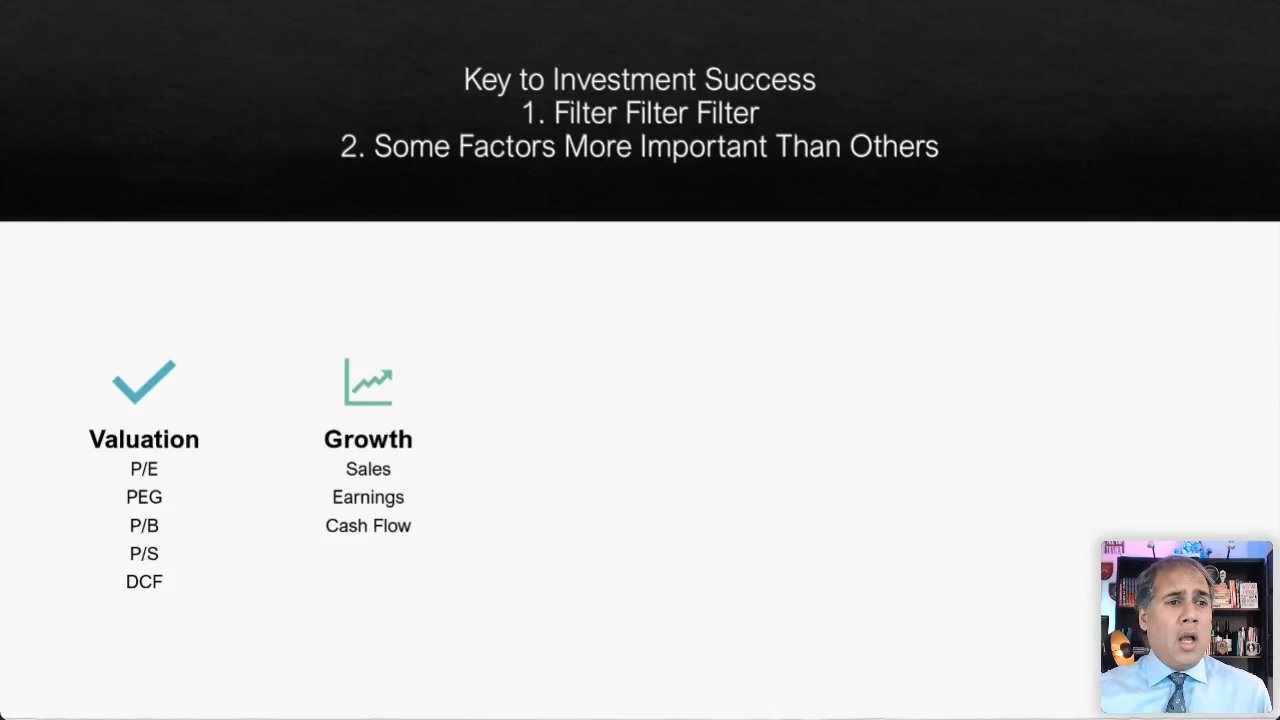 Key to Investment Success
1. Filter Filter Filter
2. Some Factors More Important Than Others
Valuation
P/E
PEG
P/B
P/S
DCF
Growth
Sales
Earnings
Cash Flow